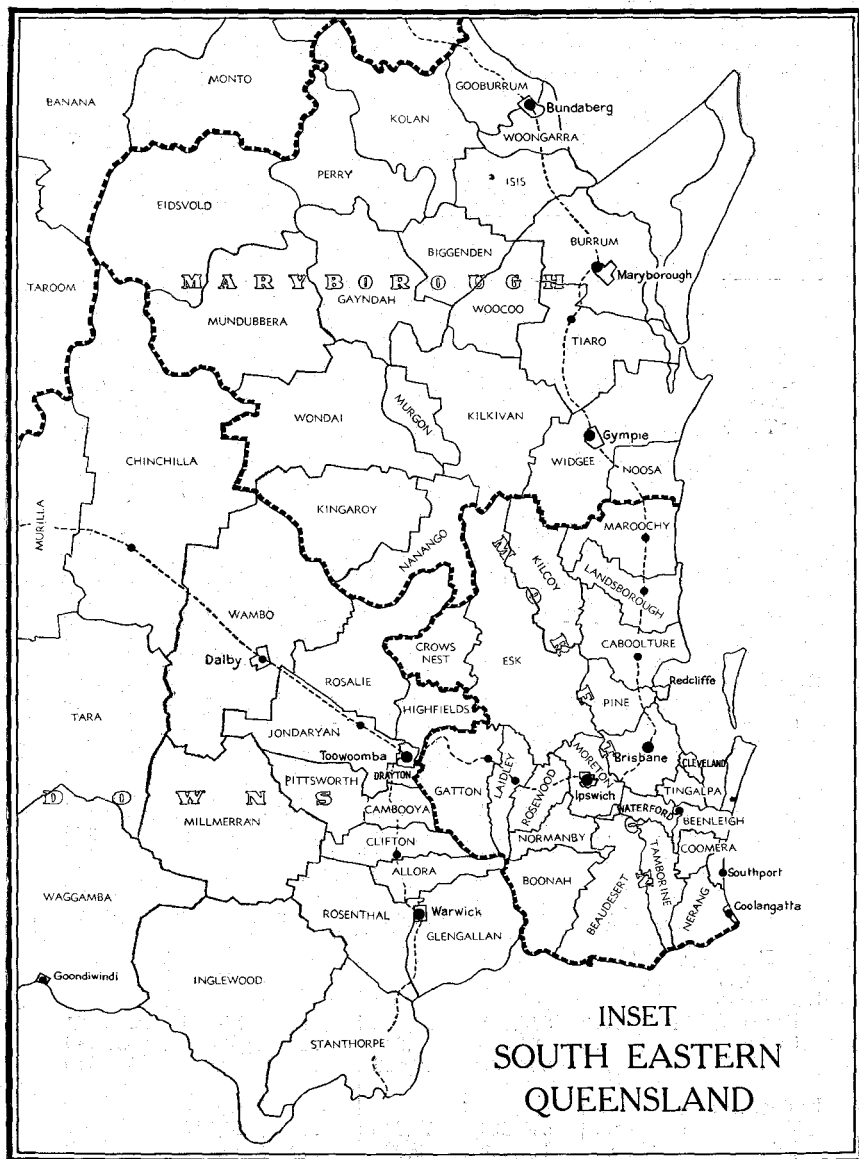 MONTO
BANANA
GOOBURRUM
Bundaberg
KOLAN
WOONGARRA
PERRY
ISIS
EIDSVOLD
BURRUM
BIGGENDEN
MARYBOROUGH
Maryborough
TAROOM
GAYNDAH
WOOCOO
MUNDUBBERA
TIARO
WONDAI
MURGON
KILKIVAN
Gympie
CHINCHILLA
WIDGEE
NOOSA
KINGAROY
MURILLA
MAROOCHY
NANANGO
KILCOY
LANDSBOROUGH
WAMBO
CROWS
NEST
ESK
CABOOLTURE
Dalby
ROSALIE
Redcliffe
PINE
TARA
HIGHFIELDS
JONDARYAN
Toowoomba
MORETON
MORETON
Brisbane
CLEVELAND
DRAYTON
PITTSWORTH
GATTON
LAIDLEY
ROSEWOOD
Ipswich
TINGALPA
DOWNS
CAMBOOYA
WATERFORD
BEENLEIGH
MILLMERRAN
CLIFTON
NORMANBY
COOMERA
ALLORA
TAMBORINE
Southport
BOONAH
WAGGAMBA
BEAUDESERT
NERANG
Coolangatta
ROSENTHAL
Warwick
GLENGALLAN
Goondiwindi
INGLEWOOD
STANTHORPE
INSET
SOUTH EASTERN
QUEENSLAND